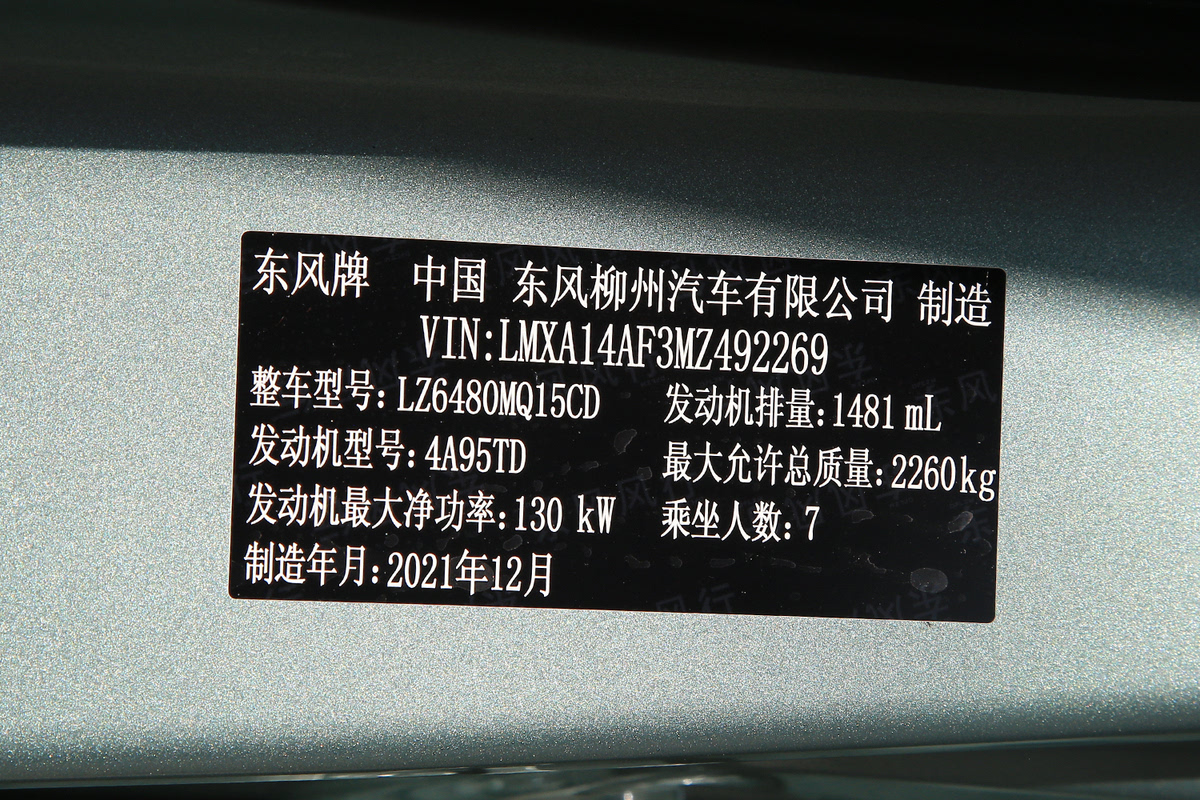 东风牌 中国 东风柳州汽车有限公司 制造
VIN:LMXA14AF3MZ492269
整车型号:LZ6480MQ15CD 发动机排量:1481 mL
发动机型号:4A95TD 最大允许总质量:2260kg
发动机最大净功率:130 kW 乘坐人数:7
制造年月:2021年12月